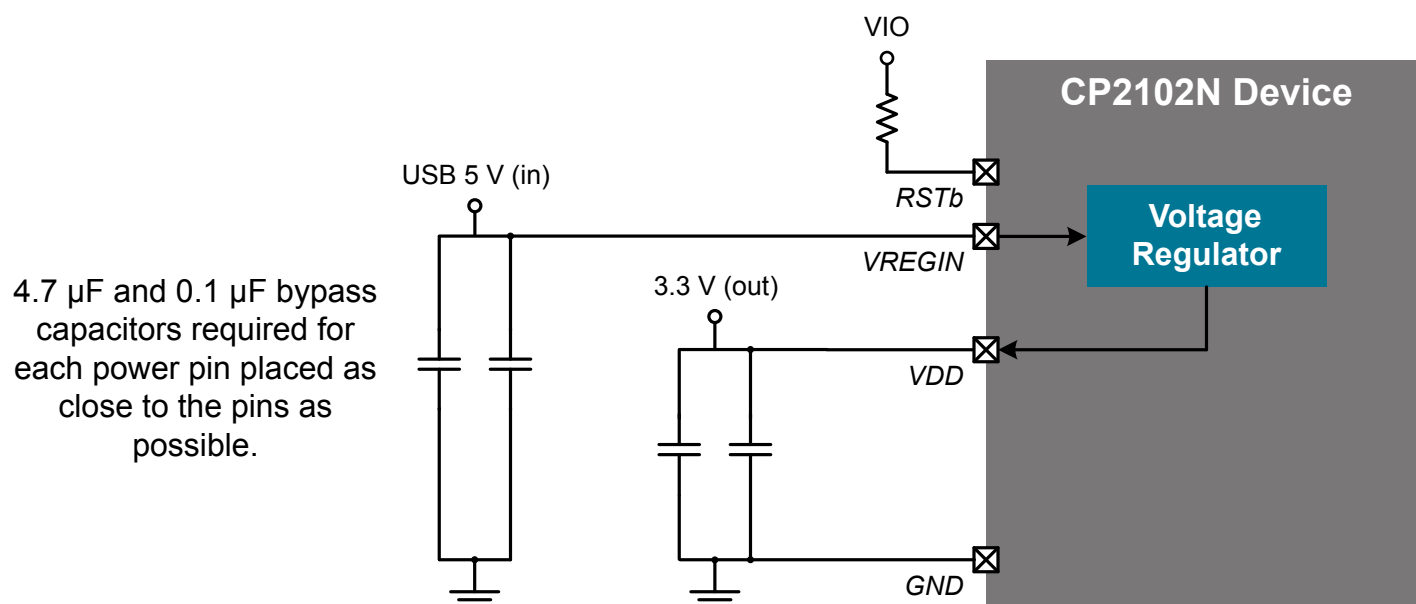 VIO
CP2102N Device
USB 5 V (in)
RSTb
Voltage
Regulator
VREGIN
4.7 µF and 0.1 µF bypass
capacitors required for
each power pin placed as
close to the pins as
possible.
3.3 V (out)
VDD
GND